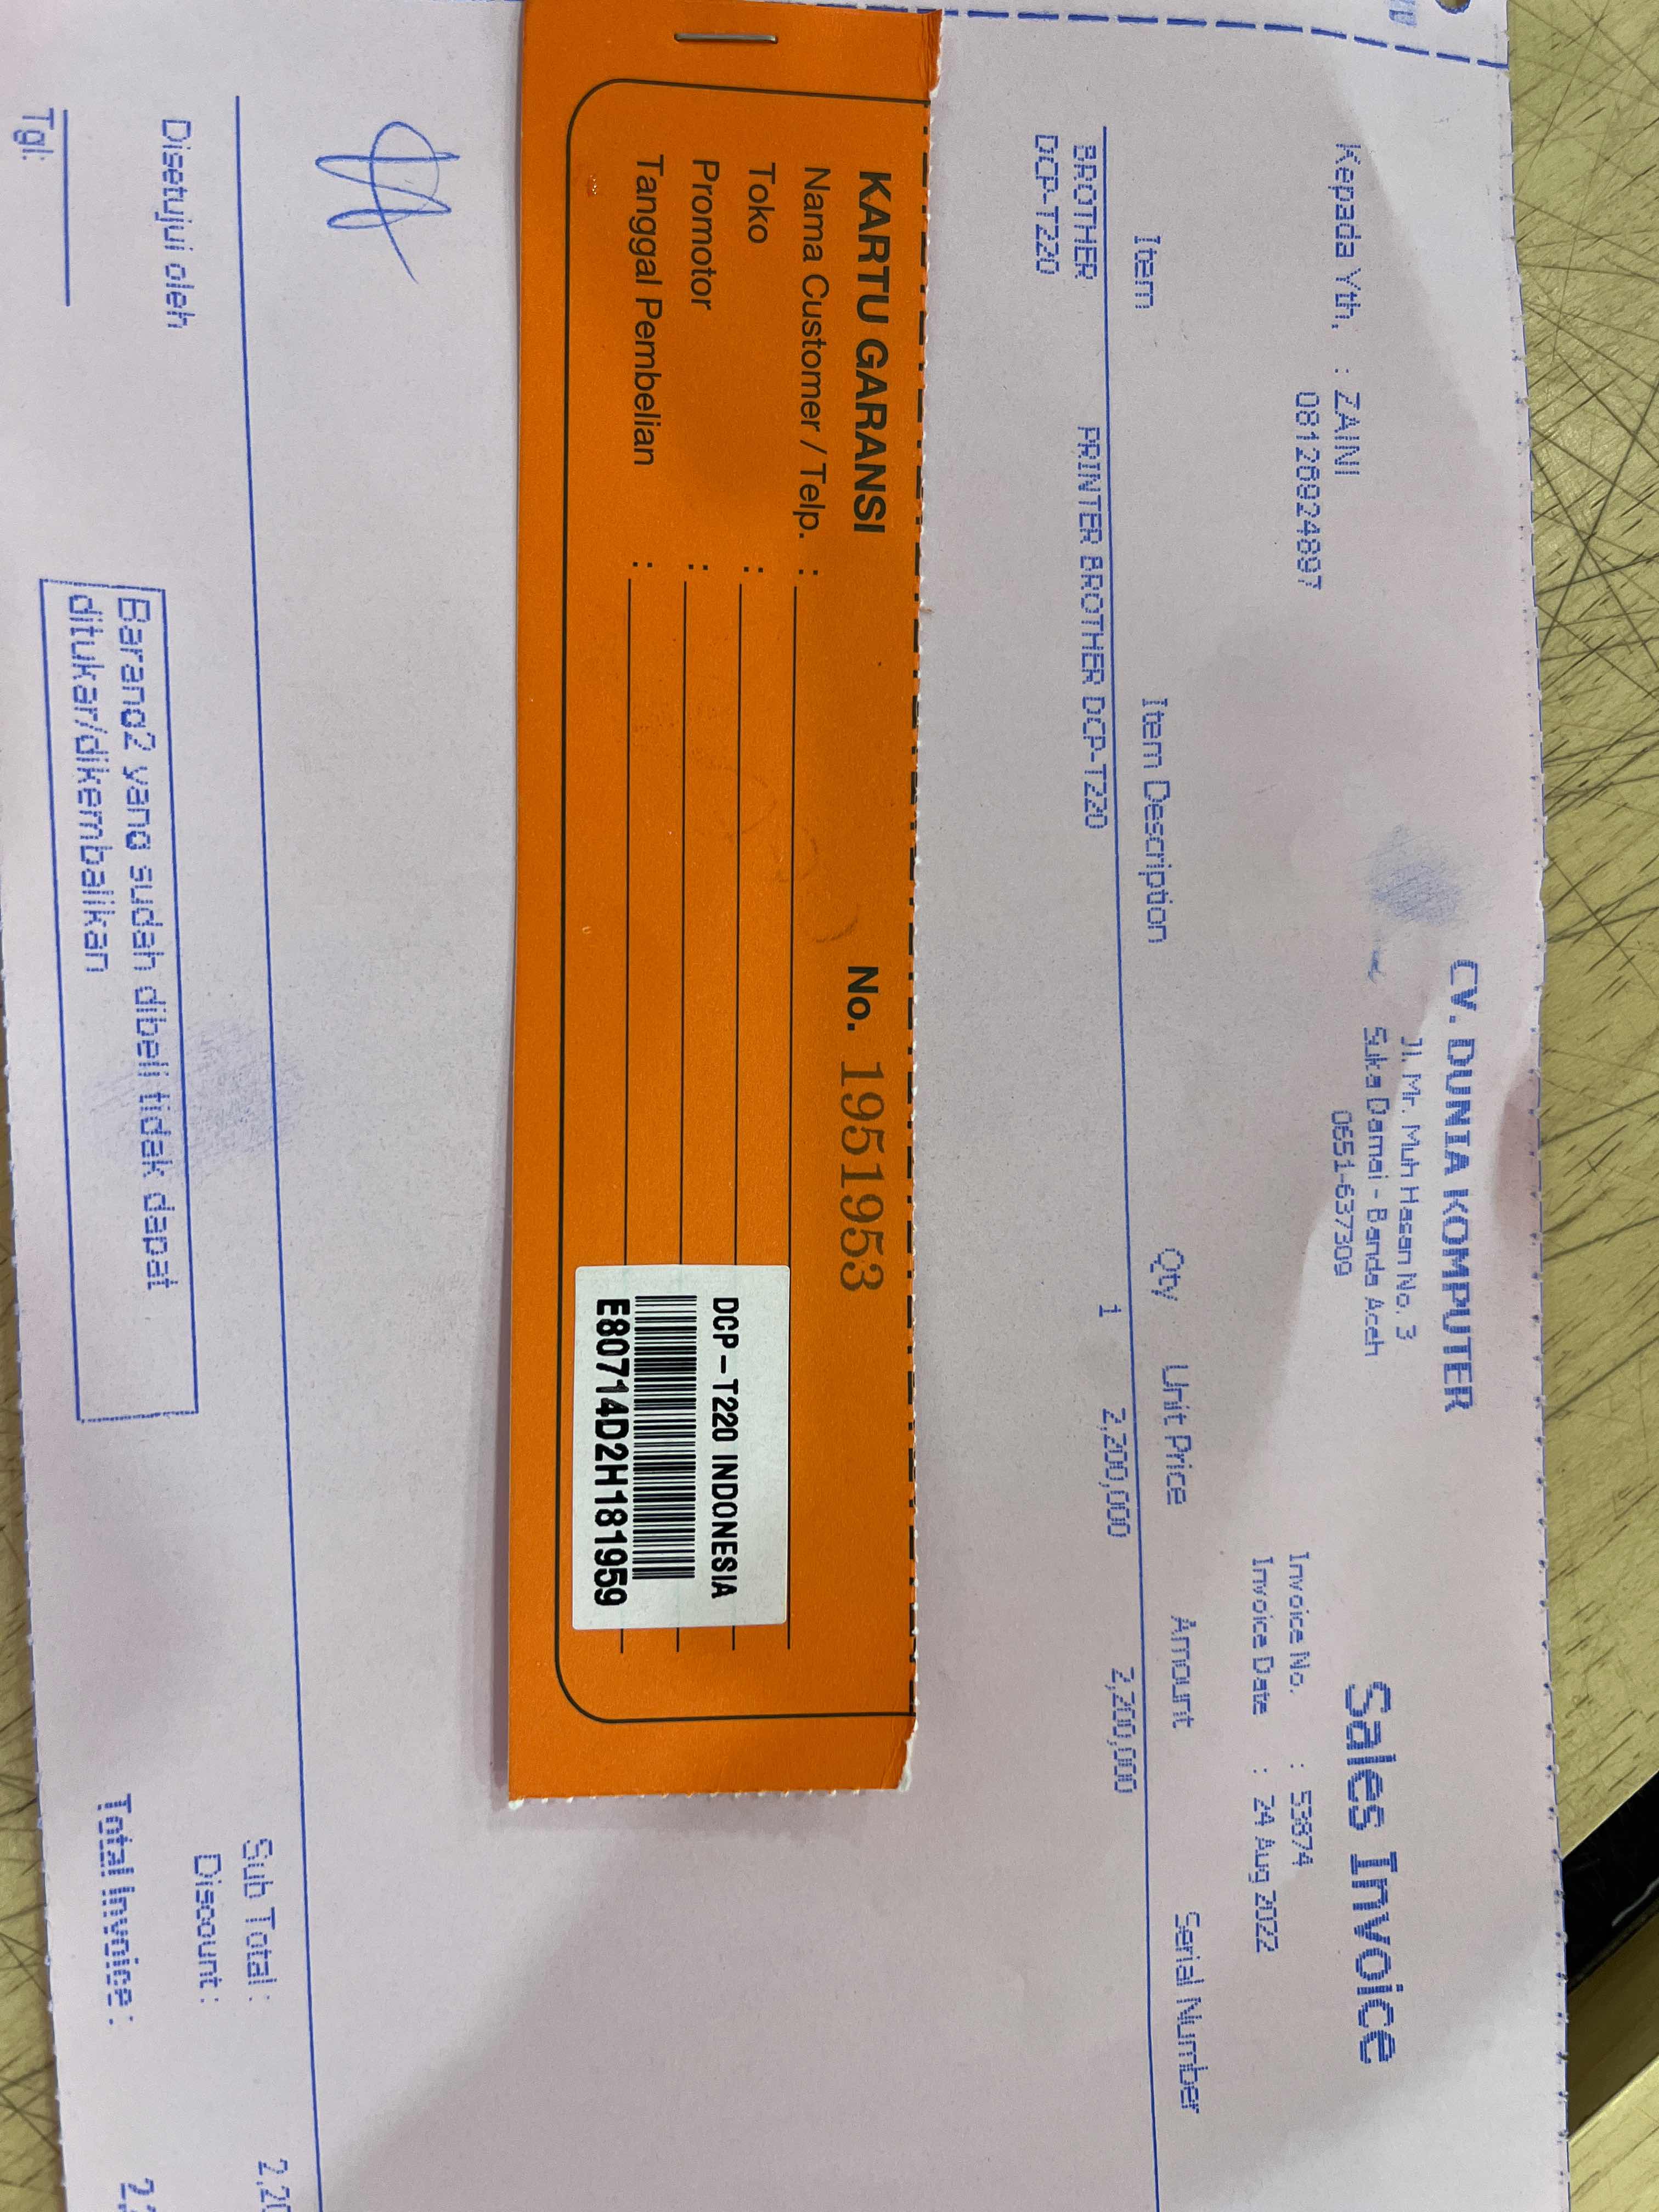 CV. DUNIA KOMPUTER
Jl. Mr. Muh Hasan No. 3
Suka Damai - Banda Aceh
0651-637309
Sales Invoice
Kepada Yth. : ZAINI
081269924897
Invoice No. : 53874
Invoice Date : 24 Aug 2022
Item Item Description Qty Unit Price Amount Serial Number
BROTHER PRINTER BROTHER DCP-T220 1 2,200,000 2,200,000
DCP-T220
KARTU GARANSI No. 1951953
Nama Customer / Telp. :
Toko :
Promotor :
Tanggal Pembelian :
DCP-T220 INDONESIA
E80714D2H181959
Sub Total :
Discount :
Total Invoice :
Disetujui oleh
Tgl:
Barang2 yang sudah dibeli tidak dapat
ditukar/dikembalikan